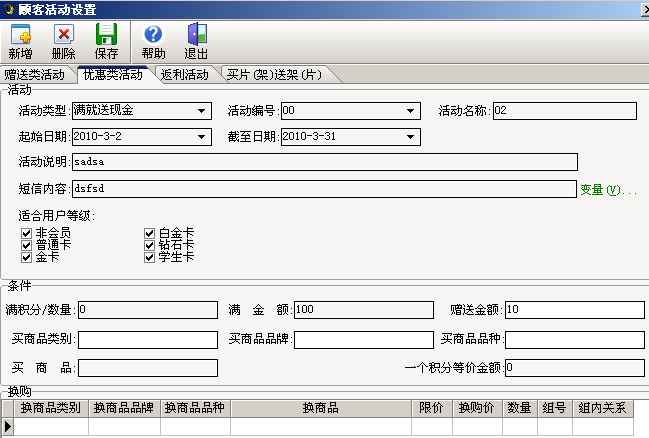 顾客活动设置
新增 删除 保存 帮助 退出
赠送类活动 优惠类活动 返利活动 买片(架)送架(片)
活动
活动类型: 满就送现金 活动编号: 00 活动名称: 02
起始日期: 2010-3-2 截至日期: 2010-3-31
活动说明: sadsa
短信内容: dsfsd 变量(V)...
适合用户等级:
非会员 白金卡
普通卡 钻石卡
金卡 学生卡
条件
满积分/数量: 0 满 金 额: 100 赠送金额: 10
买商品类别: 买商品品牌: 买商品品种:
买 商 品: 一个积分等价金额: 0
换购
换商品类别 换商品品牌 换商品品种 换商品 限价 换购价 数量 组号 组内关系